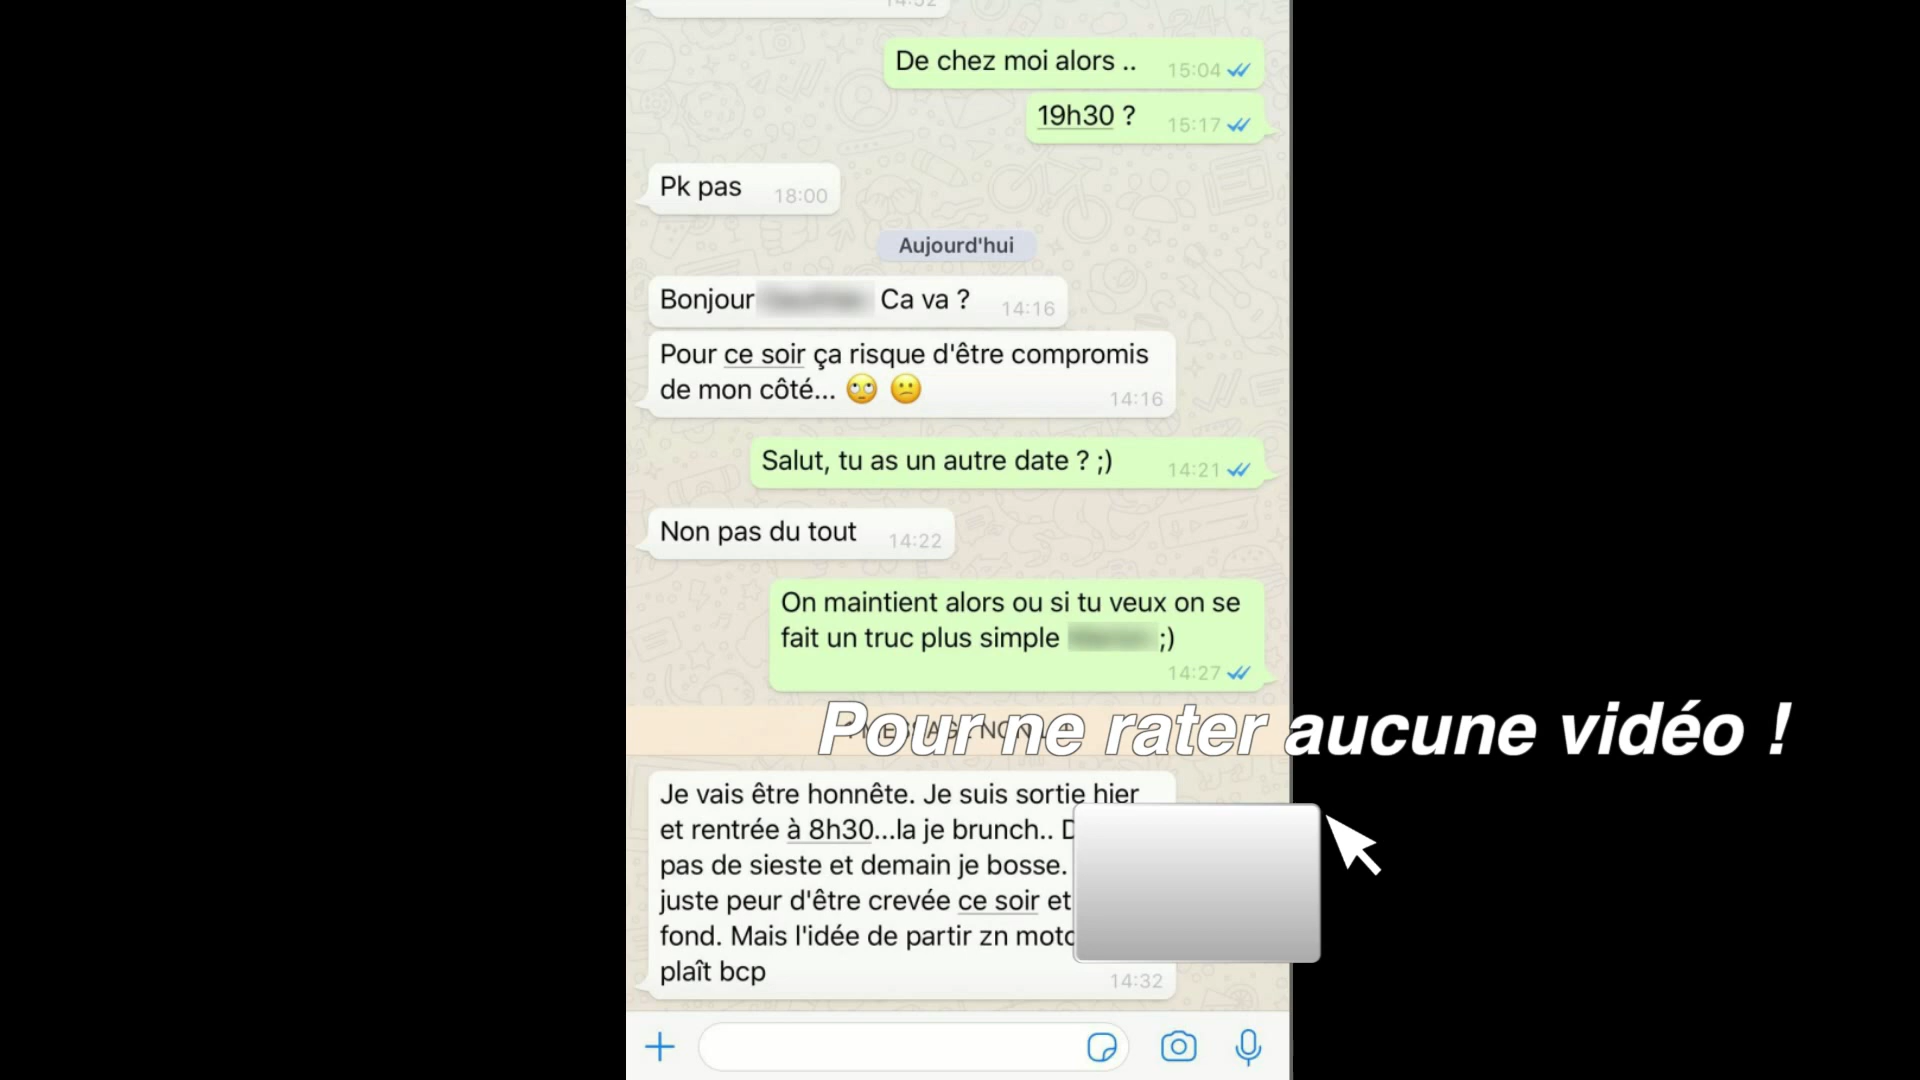 De chez moi alors ..
15:04
19h30 ?
15:17
Pk pas
18:00
Aujourd'hui
Bonjour Ca va ?
14:16
Pour ce soir ça risque d'être compromis
de mon côté...
14:16
Salut, tu as un autre date ? ;)
14:21
Non pas du tout
14:22
On maintient alors ou si tu veux on se
fait un truc plus simple ;)
14:27
Pour ne rater aucune vidéo !
Je vais être honnête. Je suis sortie hier
et rentrée à 8h30...la je brunch.. 
pas de sieste et demain je bosse.
juste peur d'être crevée ce soir et
fond. Mais l'idée de partir zn
plaît bcp
14:32